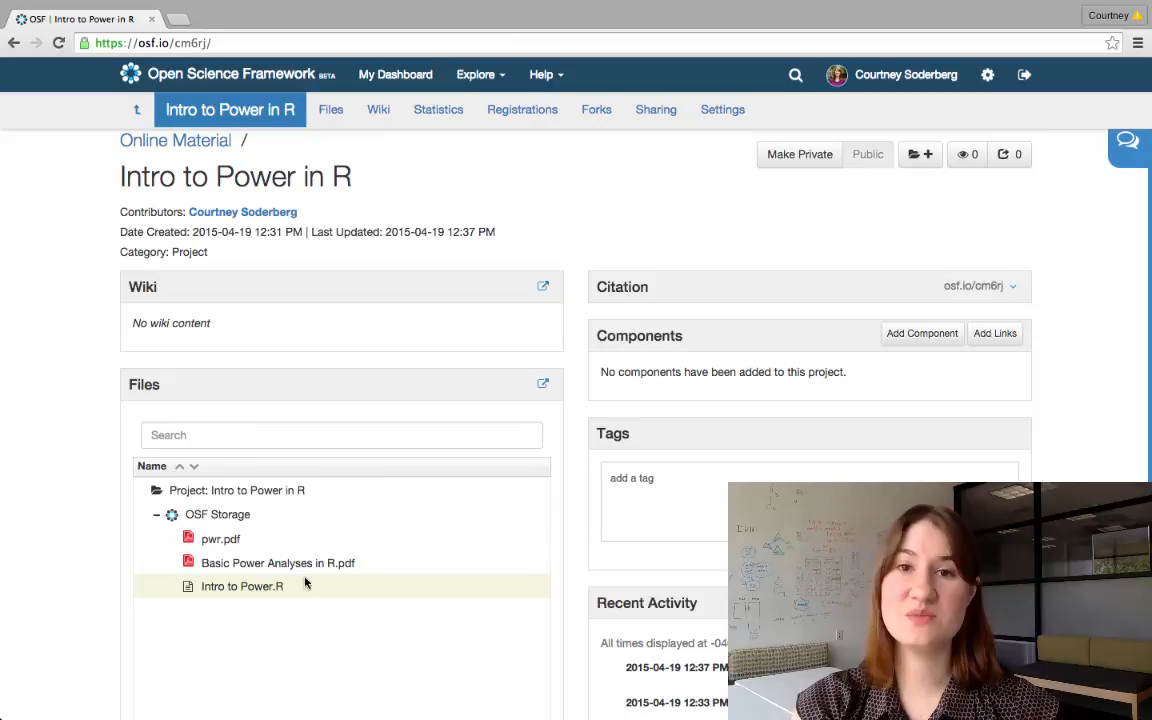 OSF | Intro to Power in R
Courtney
https://osf.io/cm6rj/
Open Science Framework BETA
My Dashboard
Explore
Help
Courtney Soderberg
Intro to Power in R
Files
Wiki
Statistics
Registrations
Forks
Sharing
Settings
Online Material /
Intro to Power in R
Make Private
Public
0
0
Contributors: Courtney Soderberg
Date Created: 2015-04-19 12:31 PM | Last Updated: 2015-04-19 12:37 PM
Category: Project
Wiki
No wiki content
Citation
osf.io/cm6rj
Components
Add Component
Add Links
No components have been added to this project.
Files
Search
Name
Project: Intro to Power in R
OSF Storage
pwr.pdf
Basic Power Analyses in R.pdf
Intro to Power.R
Tags
add a tag
Recent Activity
All times displayed at -04
2015-04-19 12:37 PM
2015-04-19 12:33 PM